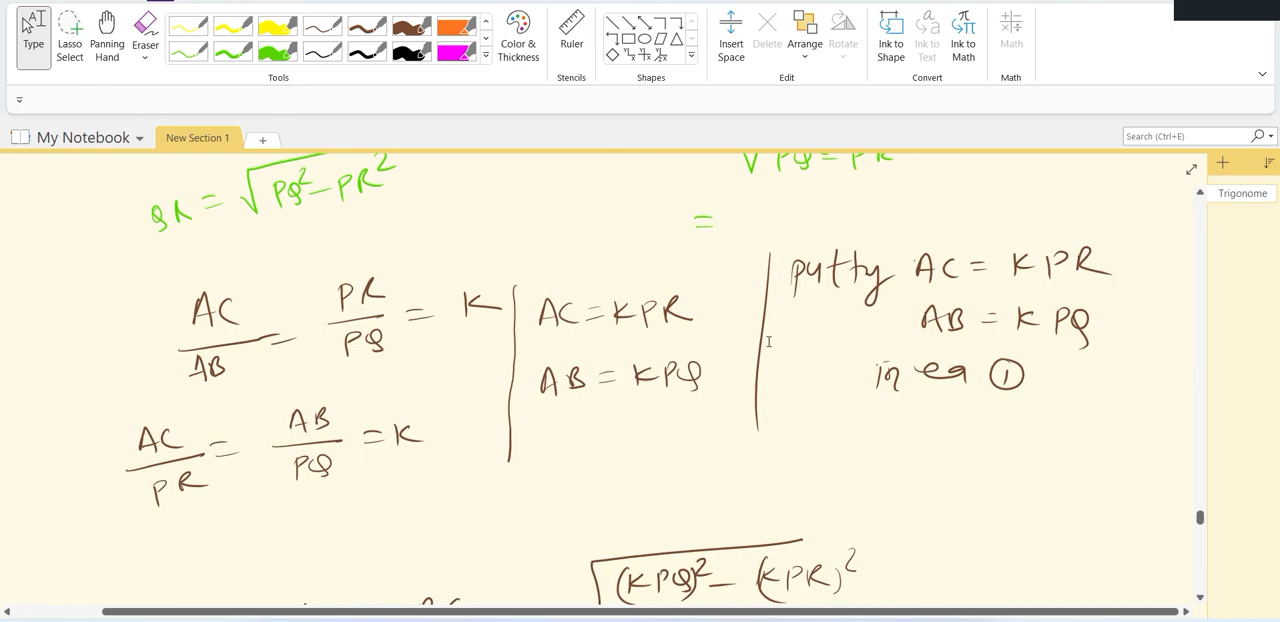 Type
Lasso Select
Panning Hand
Eraser
Color & Thickness
Ruler
Insert Space
Delete
Arrange
Rotate
Ink to Shape
Ink to Text
Ink to Math
Math
Tools
Stencils
Shapes
Edit
Convert
Math
My Notebook
New Section 1
Search (Ctrl+E)
Trigonome
QR = √PQ² − PR²
=
AC/AB = PR/PQ = K
AC = KPR
AB = KPQ
putty AC = K PR
AB = K PQ
in eq ①
AC/PR = AB/PQ = K
√(KPQ)² − (KPR)²